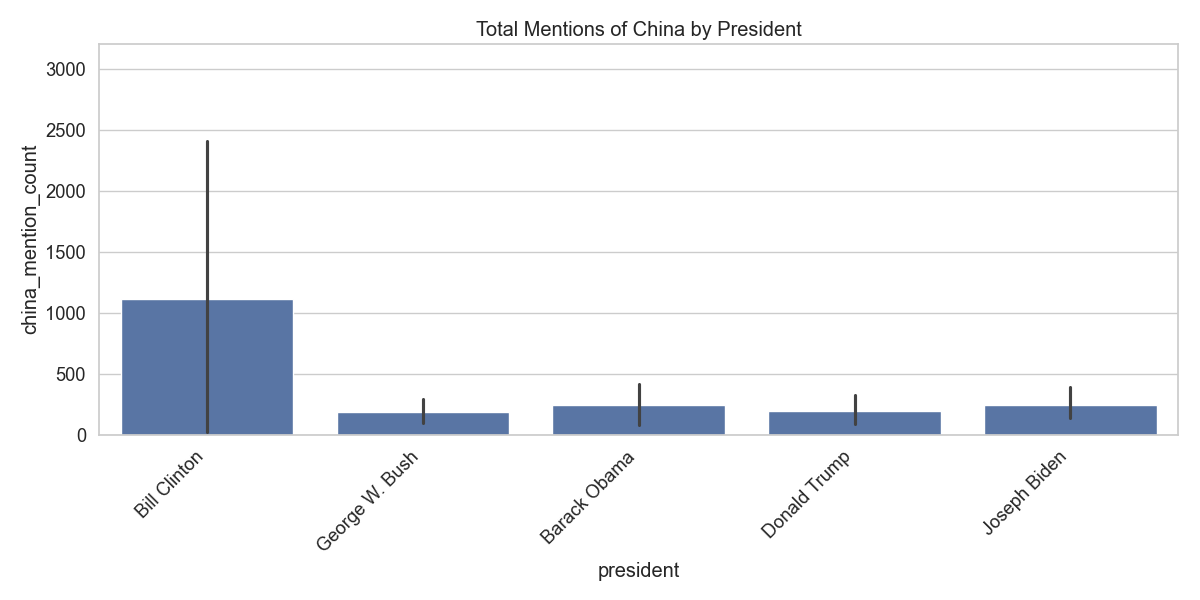 Total Mentions of China by President
3000
2500
2000
1500
1000
500
0
china_mention_count
Bill Clinton
George W. Bush
Barack Obama
Donald Trump
Joseph Biden
president